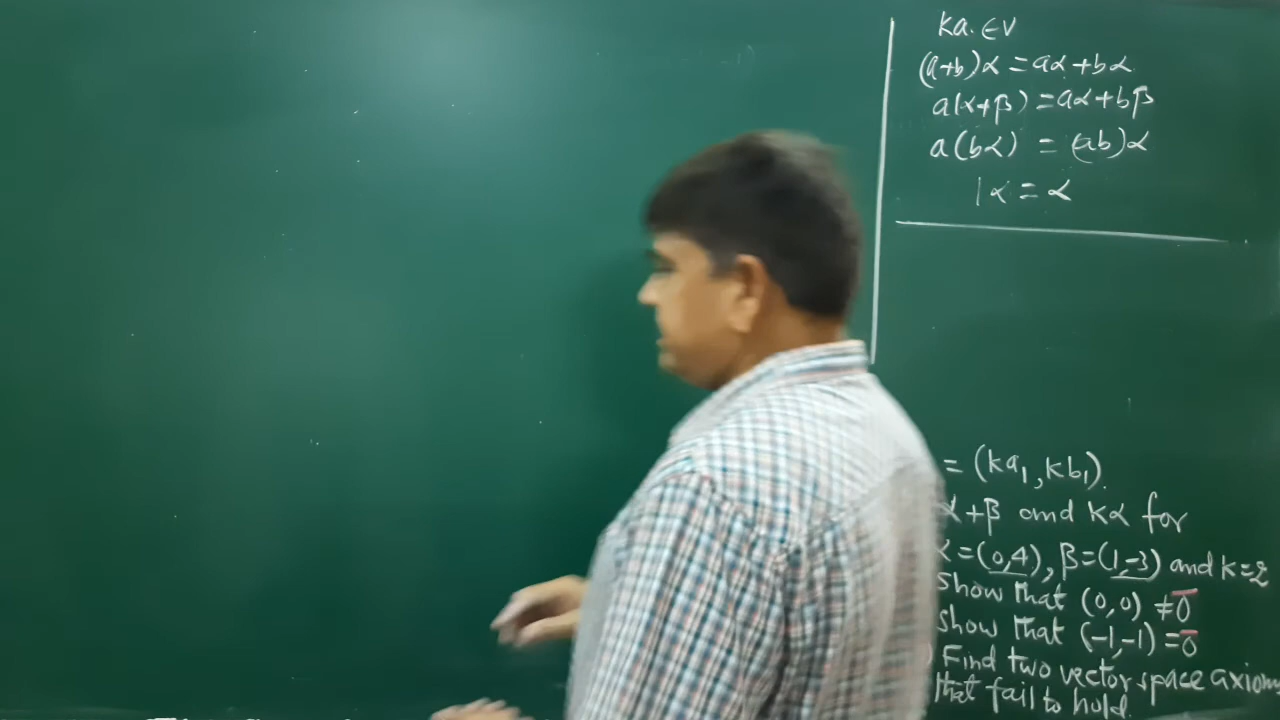 ka. ∈ V
(a+b)α = aα + bα
a(α+β) = aα + bβ
a(bα) = (ab)α
1α = α
= (ka₁, kb₁).
α+β and kα for
α = (0,4), β = (1,-3) and k=2
show that (0,0) ≠ 0̅
show that (-1,-1) = 0̅
) Find two vector space axiom
that fail to hold.